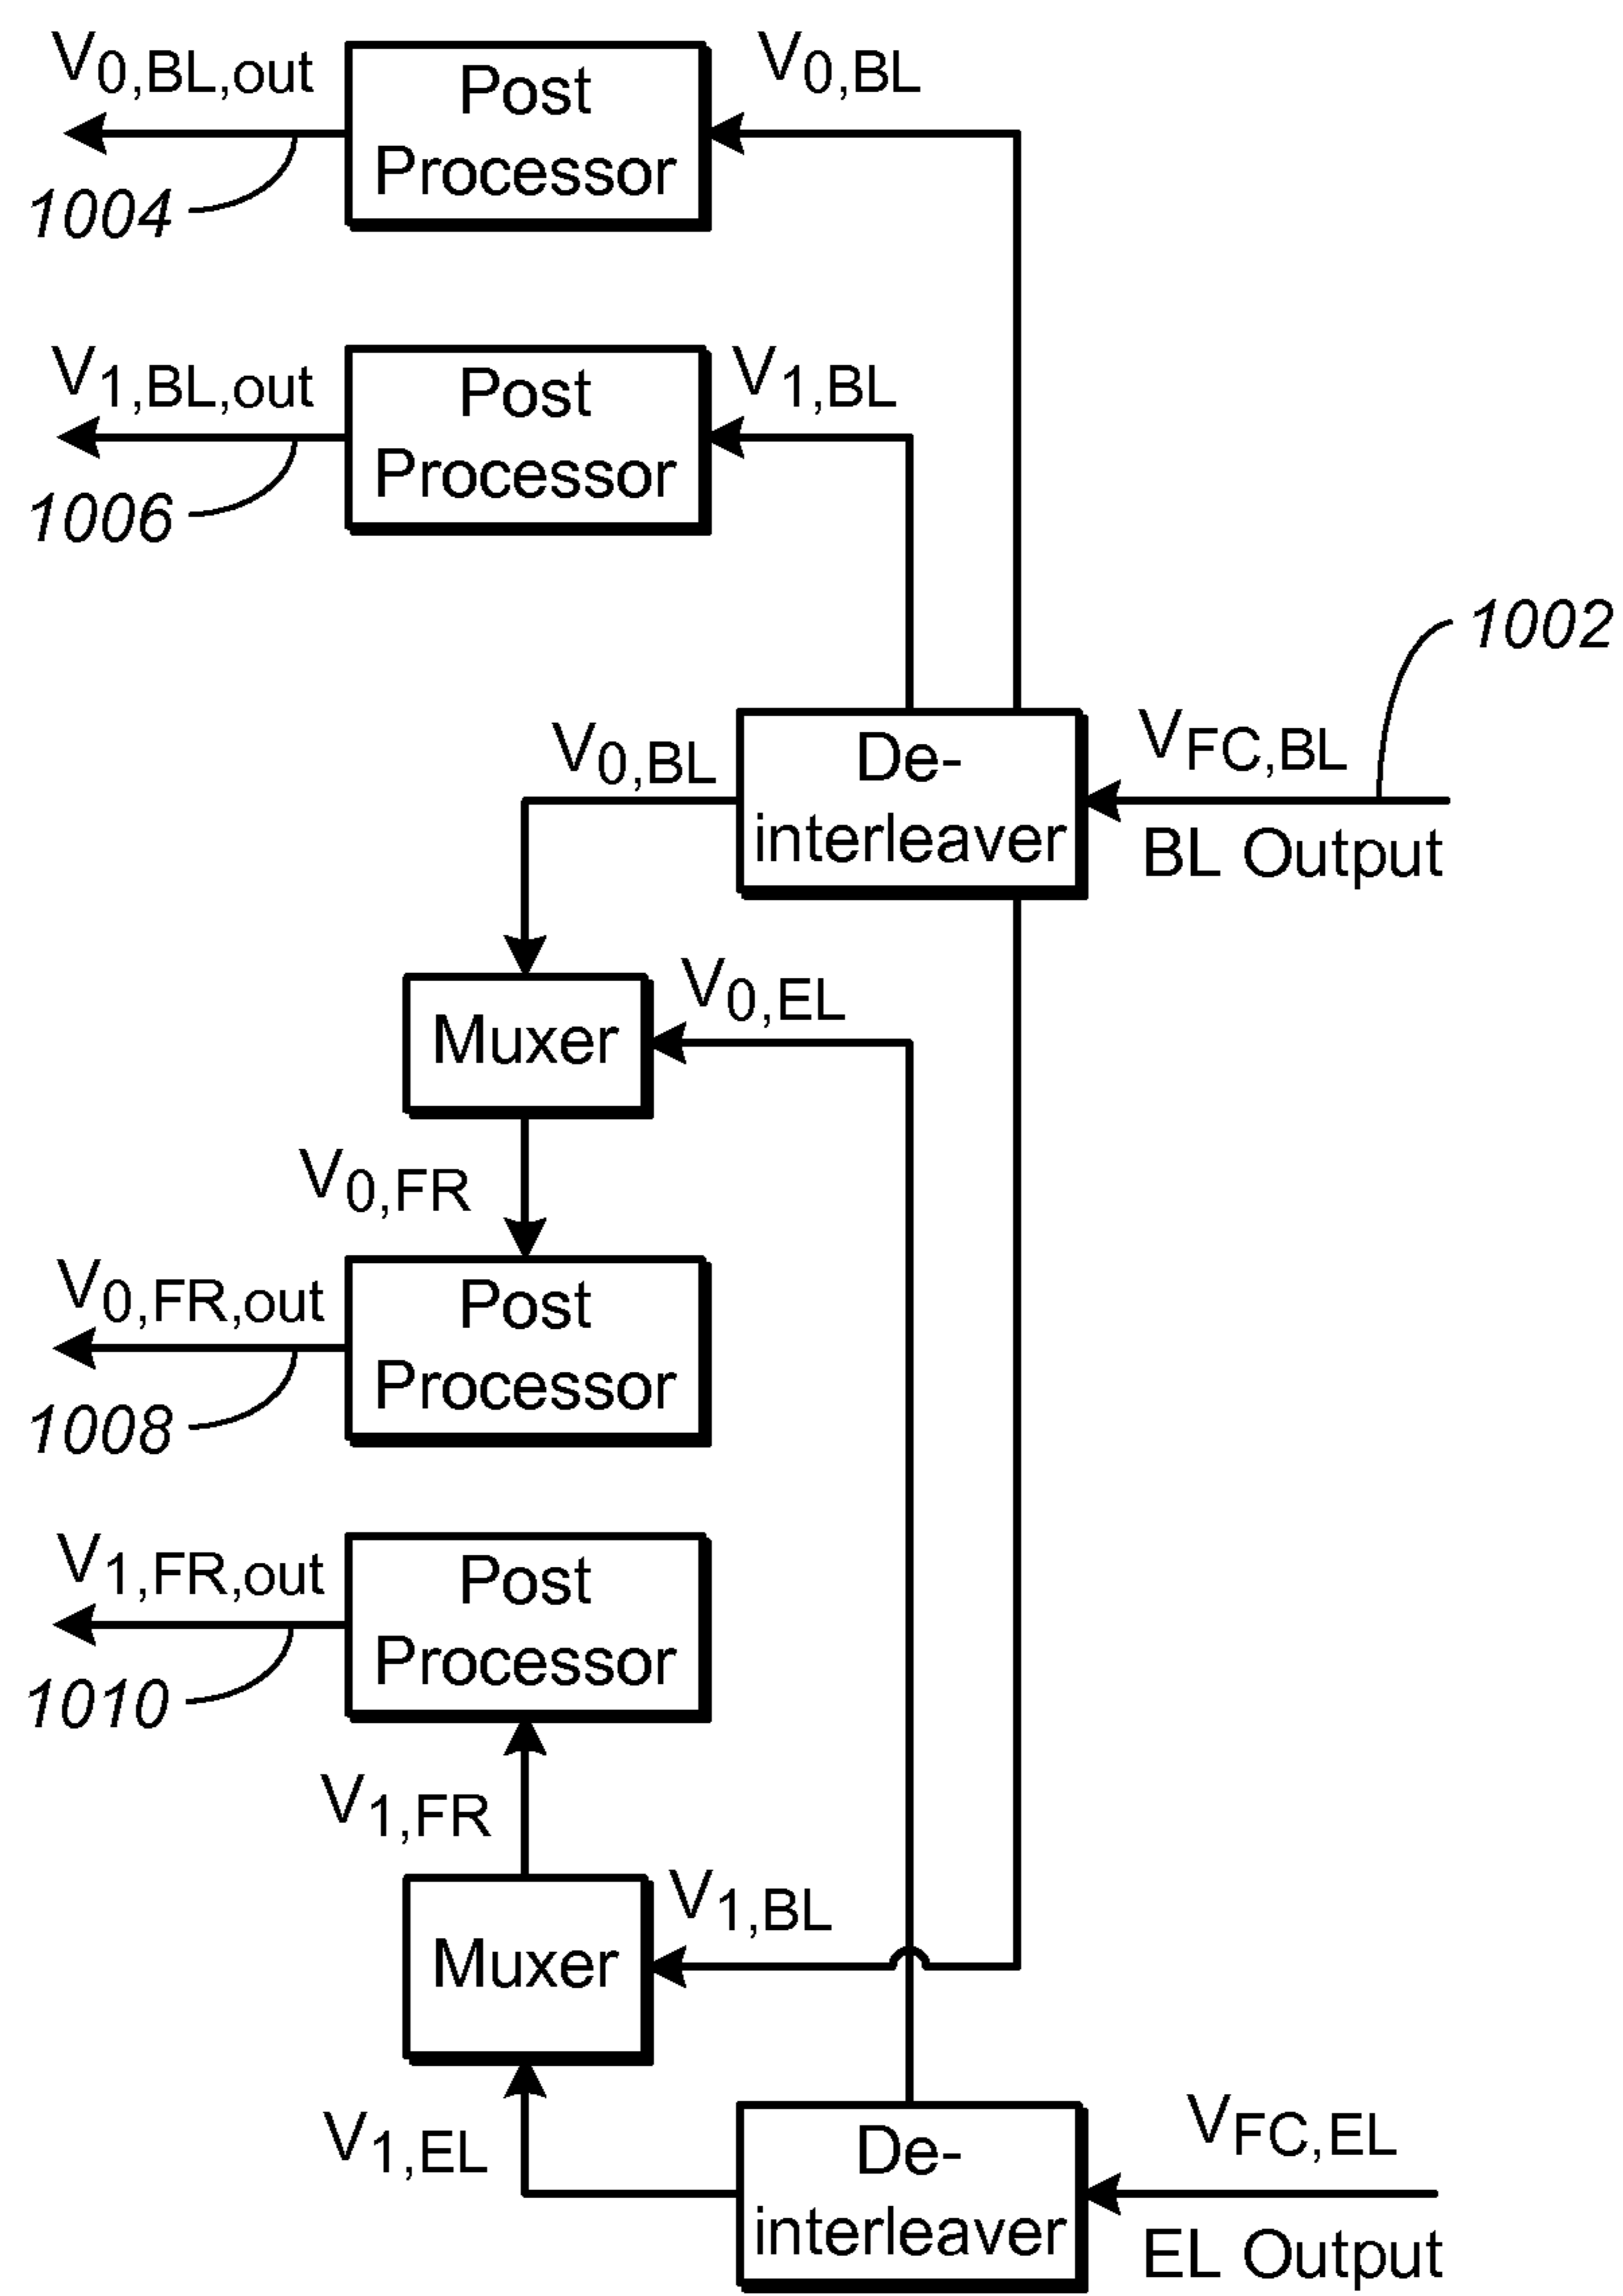 V0,BL,out
Post
Processor
V0,BL
1004
V1,BL,out
Post
Processor
V1,BL
1006
1002
V0,BL
De-
interleaver
VFC,BL
BL Output
V0,EL
Muxer
V0,FR
V0,FR,out
Post
Processor
1008
V1,FR,out
Post
Processor
1010
V1,FR
V1,BL
Muxer
V1,EL
De-
interleaver
VFC,EL
EL Output